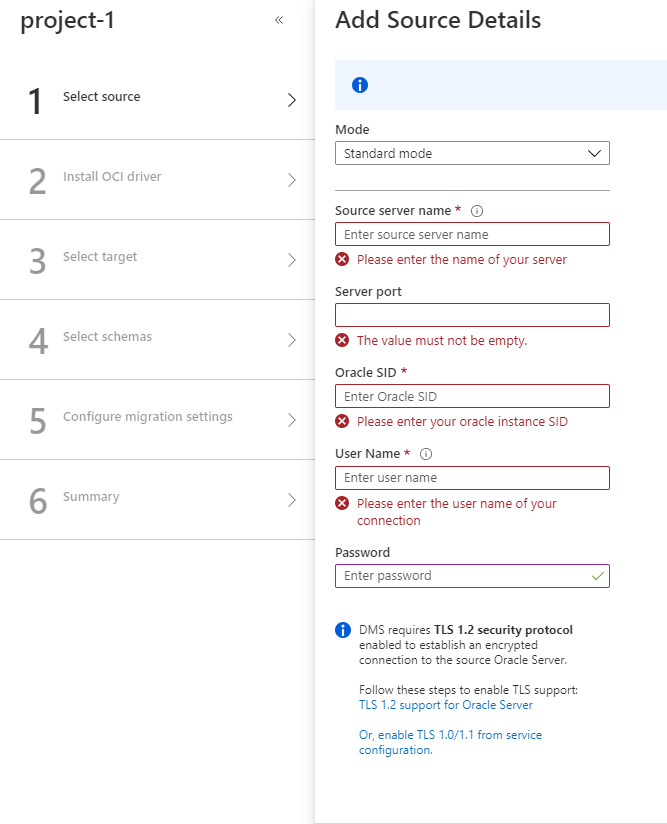 project-1
«
1
Select source
2
Install OCI driver
3
Select target
4
Select schemas
5
Configure migration settings
6
Summary
Add Source Details
Mode
Standard mode
Source server name *
Enter source server name
Please enter the name of your server
Server port
The value must not be empty.
Oracle SID *
Enter Oracle SID
Please enter your oracle instance SID
User Name *
Enter user name
Please enter the user name of your
connection
Password
Enter password
DMS requires TLS 1.2 security protocol
enabled to establish an encrypted
connection to the source Oracle Server.
Follow these steps to enable TLS support:
TLS 1.2 support for Oracle Server
Or, enable TLS 1.0/1.1 from service
configuration.